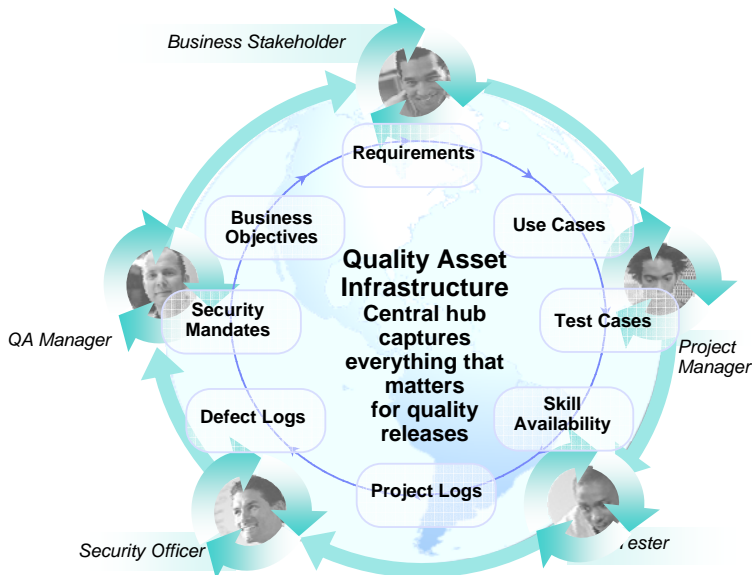 Business Stakeholder
Requirements
Business
Objectives
Use Cases
Quality Asset
Infrastructure
Central hub
captures
everything that
matters
for quality
releases
Security
Mandates
Test Cases
QA Manager
Project
Manager
Defect Logs
Skill
Availability
Project Logs
Security Officer
Tester